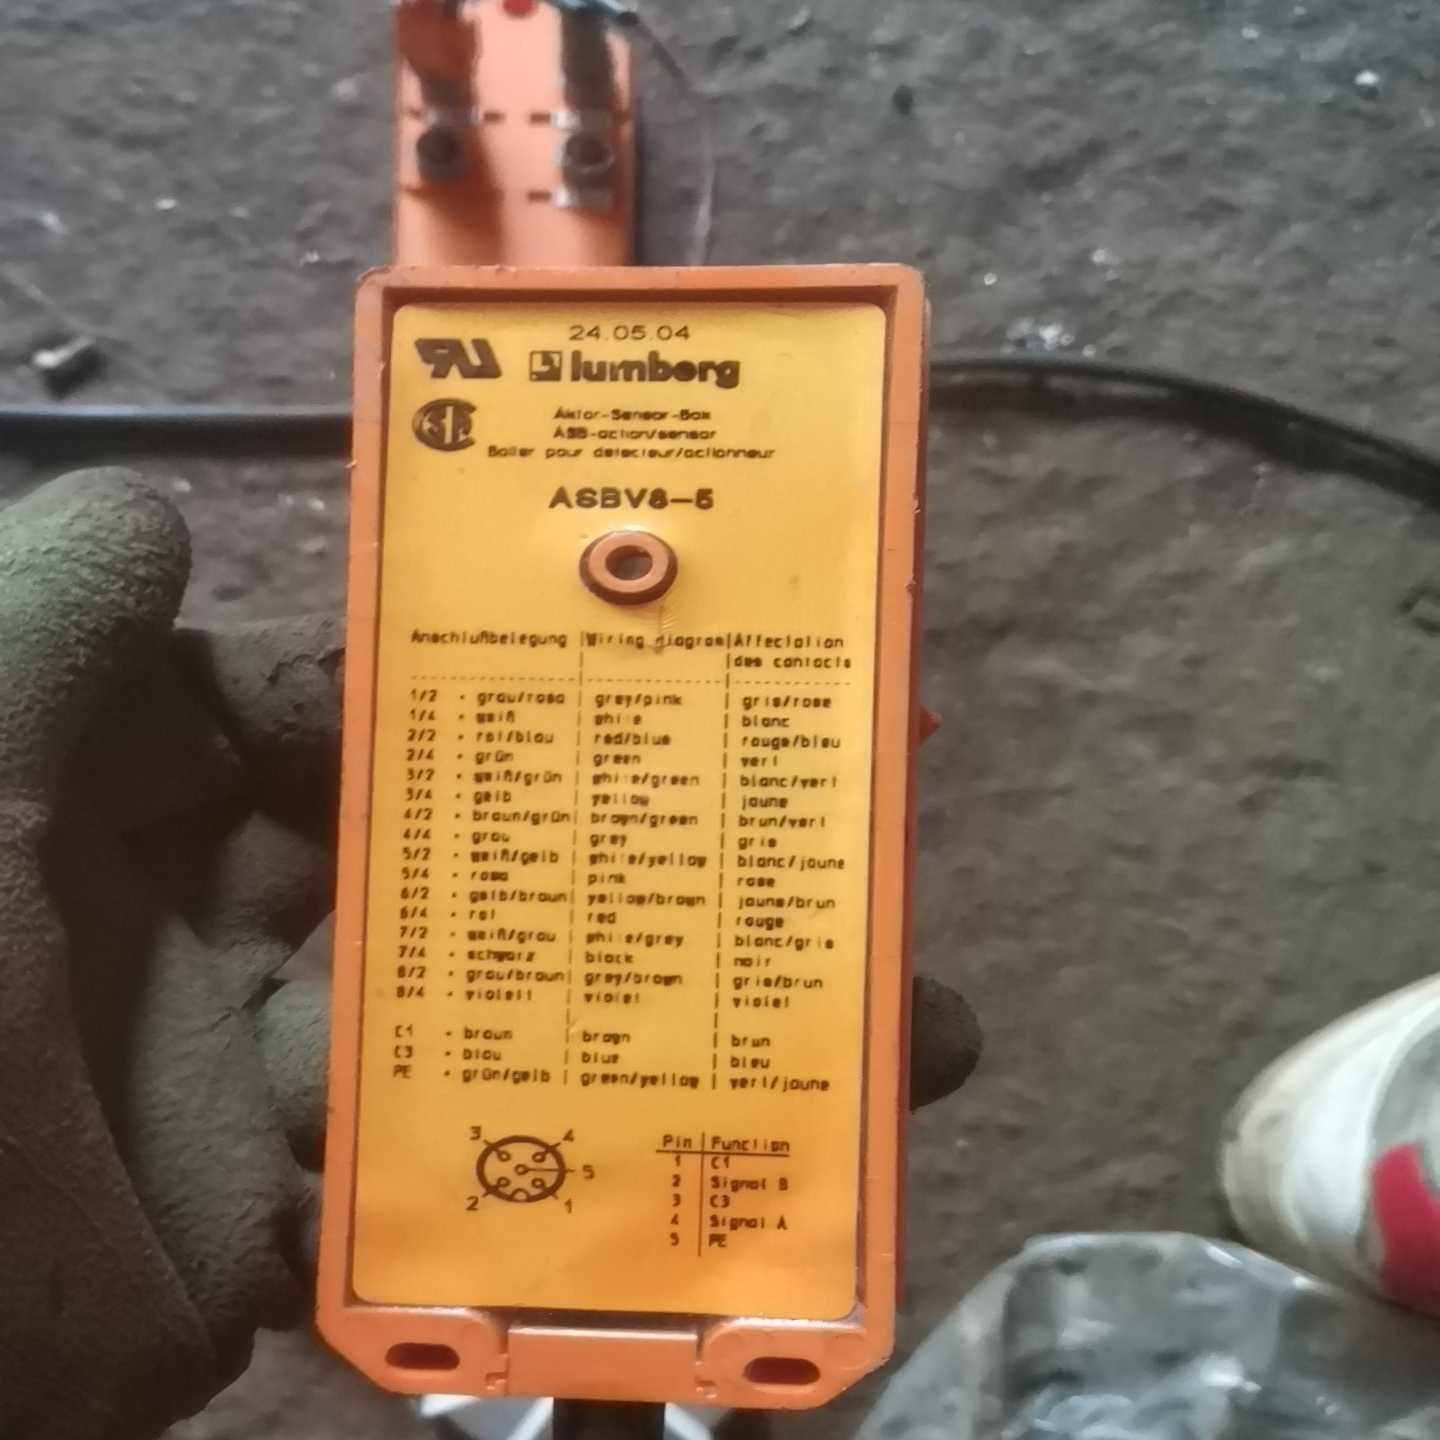 24.05.04
RU lumberg
Aktor-Sensor-Box
ASB-action/sensor
Boîtier pour détecteur/actionneur
ASBV8-5
Anschlußbelegung | Wiring diagram | Affectation
| | des contacts
1/2 • grau/rosa | grey/pink | gris/rose
1/4 • weiß | white | blanc
2/2 • rot/blau | red/blue | rouge/bleu
2/4 • grün | green | vert
3/2 • weiß/grün | white/green | blanc/vert
3/4 • gelb | yellow | jaune
4/2 • braun/grün | brown/green | brun/vert
4/4 • grau | grey | gris
5/2 • weiß/gelb | white/yellow | blanc/jaune
5/4 • rosa | pink | rose
6/2 • gelb/braun | yellow/brown | jaune/brun
6/4 • rot | red | rouge
7/2 • weiß/grau | white/grey | blanc/gris
7/4 • schwarz | black | noir
8/2 • grau/braun | grey/brown | gris/brun
8/4 • violett | violet | violet
C1 • braun | brown | brun
C3 • blau | blue | bleu
PE • grün/gelb | green/yellow | vert/jaune
3 4
5
2 1
Pin | Function
1 | C1
2 | Signal B
3 | C3
4 | Signal A
5 | PE